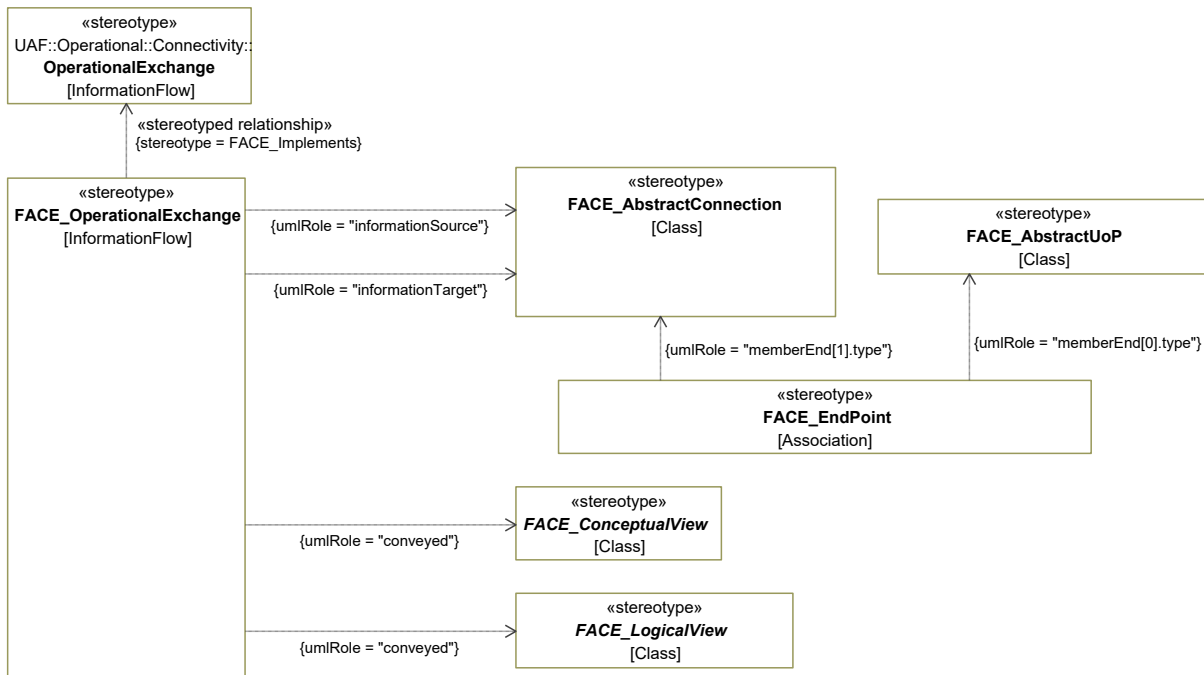 «stereotype»
UAF::Operational::Connectivity::
OperationalExchange
[InformationFlow]
«stereotyped relationship»
{stereotype = FACE_Implements}
«stereotype»
FACE_OperationalExchange
[InformationFlow]
{umlRole = "informationSource"}
{umlRole = "informationTarget"}
«stereotype»
FACE_AbstractConnection
[Class]
«stereotype»
FACE_AbstractUoP
[Class]
{umlRole = "memberEnd[1].type"}
{umlRole = "memberEnd[0].type"}
«stereotype»
FACE_EndPoint
[Association]
{umlRole = "conveyed"}
«stereotype»
FACE_ConceptualView
[Class]
{umlRole = "conveyed"}
«stereotype»
FACE_LogicalView
[Class]